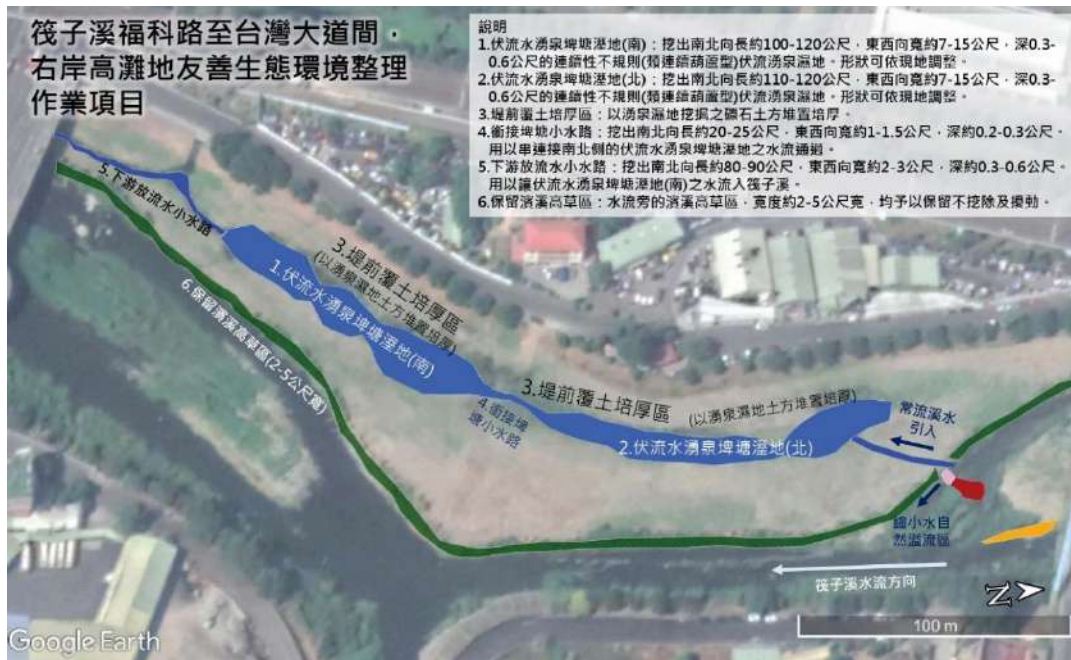 筏子溪福科路至台灣大道間，
右岸高灘地友善生態環境整理
作業項目
說明
1.伏流水湧泉埤塘溼地(南)：挖出南北向長約100-120公尺，東西向寬約7-15公尺，深0.3-
0.6公尺的連續性不規則(類連續葫蘆型)伏流湧泉濕地。形狀可依現地調整。
2.伏流水湧泉埤塘溼地(北)：挖出南北向長約110-120公尺，東西向寬約7-15公尺，深0.3-
0.6公尺的連續性不規則(類連續葫蘆型)伏流湧泉濕地。形狀可依現地調整。
3.堤前覆土培厚區：以湧泉濕地挖掘之礫石土方堆置培厚。
4.銜接埤塘小水路：挖出南北向長約20-25公尺，東西向寬約1-1.5公尺，深約0.2-0.3公尺。
用以串連接南北側的伏流水湧泉埤塘溼地之水流通道。
5.下游放流水小水路：挖出南北向長約80-90公尺，東西向寬約2-3公尺，深約0.3-0.6公尺。
用以讓伏流水湧泉埤塘溼地(南)之水流入筏子溪。
6.保留濱溪高草區：水流旁的濱溪高草區，寬度約2-5公尺寬，均予以保留不挖除及擾動。
5.下游放流水小水路
3.堤前覆土培厚區
(以湧泉濕地土方堆置培厚)
1.伏流水湧泉埤塘溼地(南)
6.保留濱溪高草區(2-5公尺寬)
3.堤前覆土培厚區 (以湧泉濕地土方堆置培厚)
4.銜接埤
塘小水路
2.伏流水湧泉埤塘溼地(北)
常流溪水
引入
縮小水自
然溢流區
筏子溪水流方向
N
100 m
Google Earth